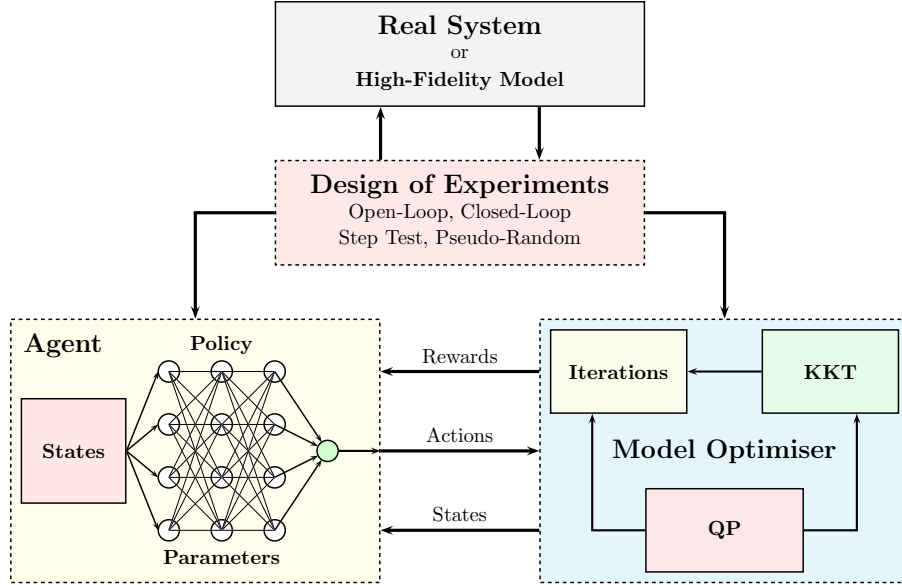 Real System
or
High-Fidelity Model
Design of Experiments
Open-Loop, Closed-Loop
Step Test, Pseudo-Random
Agent
Policy
States
Parameters
Rewards
Actions
States
Iterations
KKT
Model Optimiser
QP